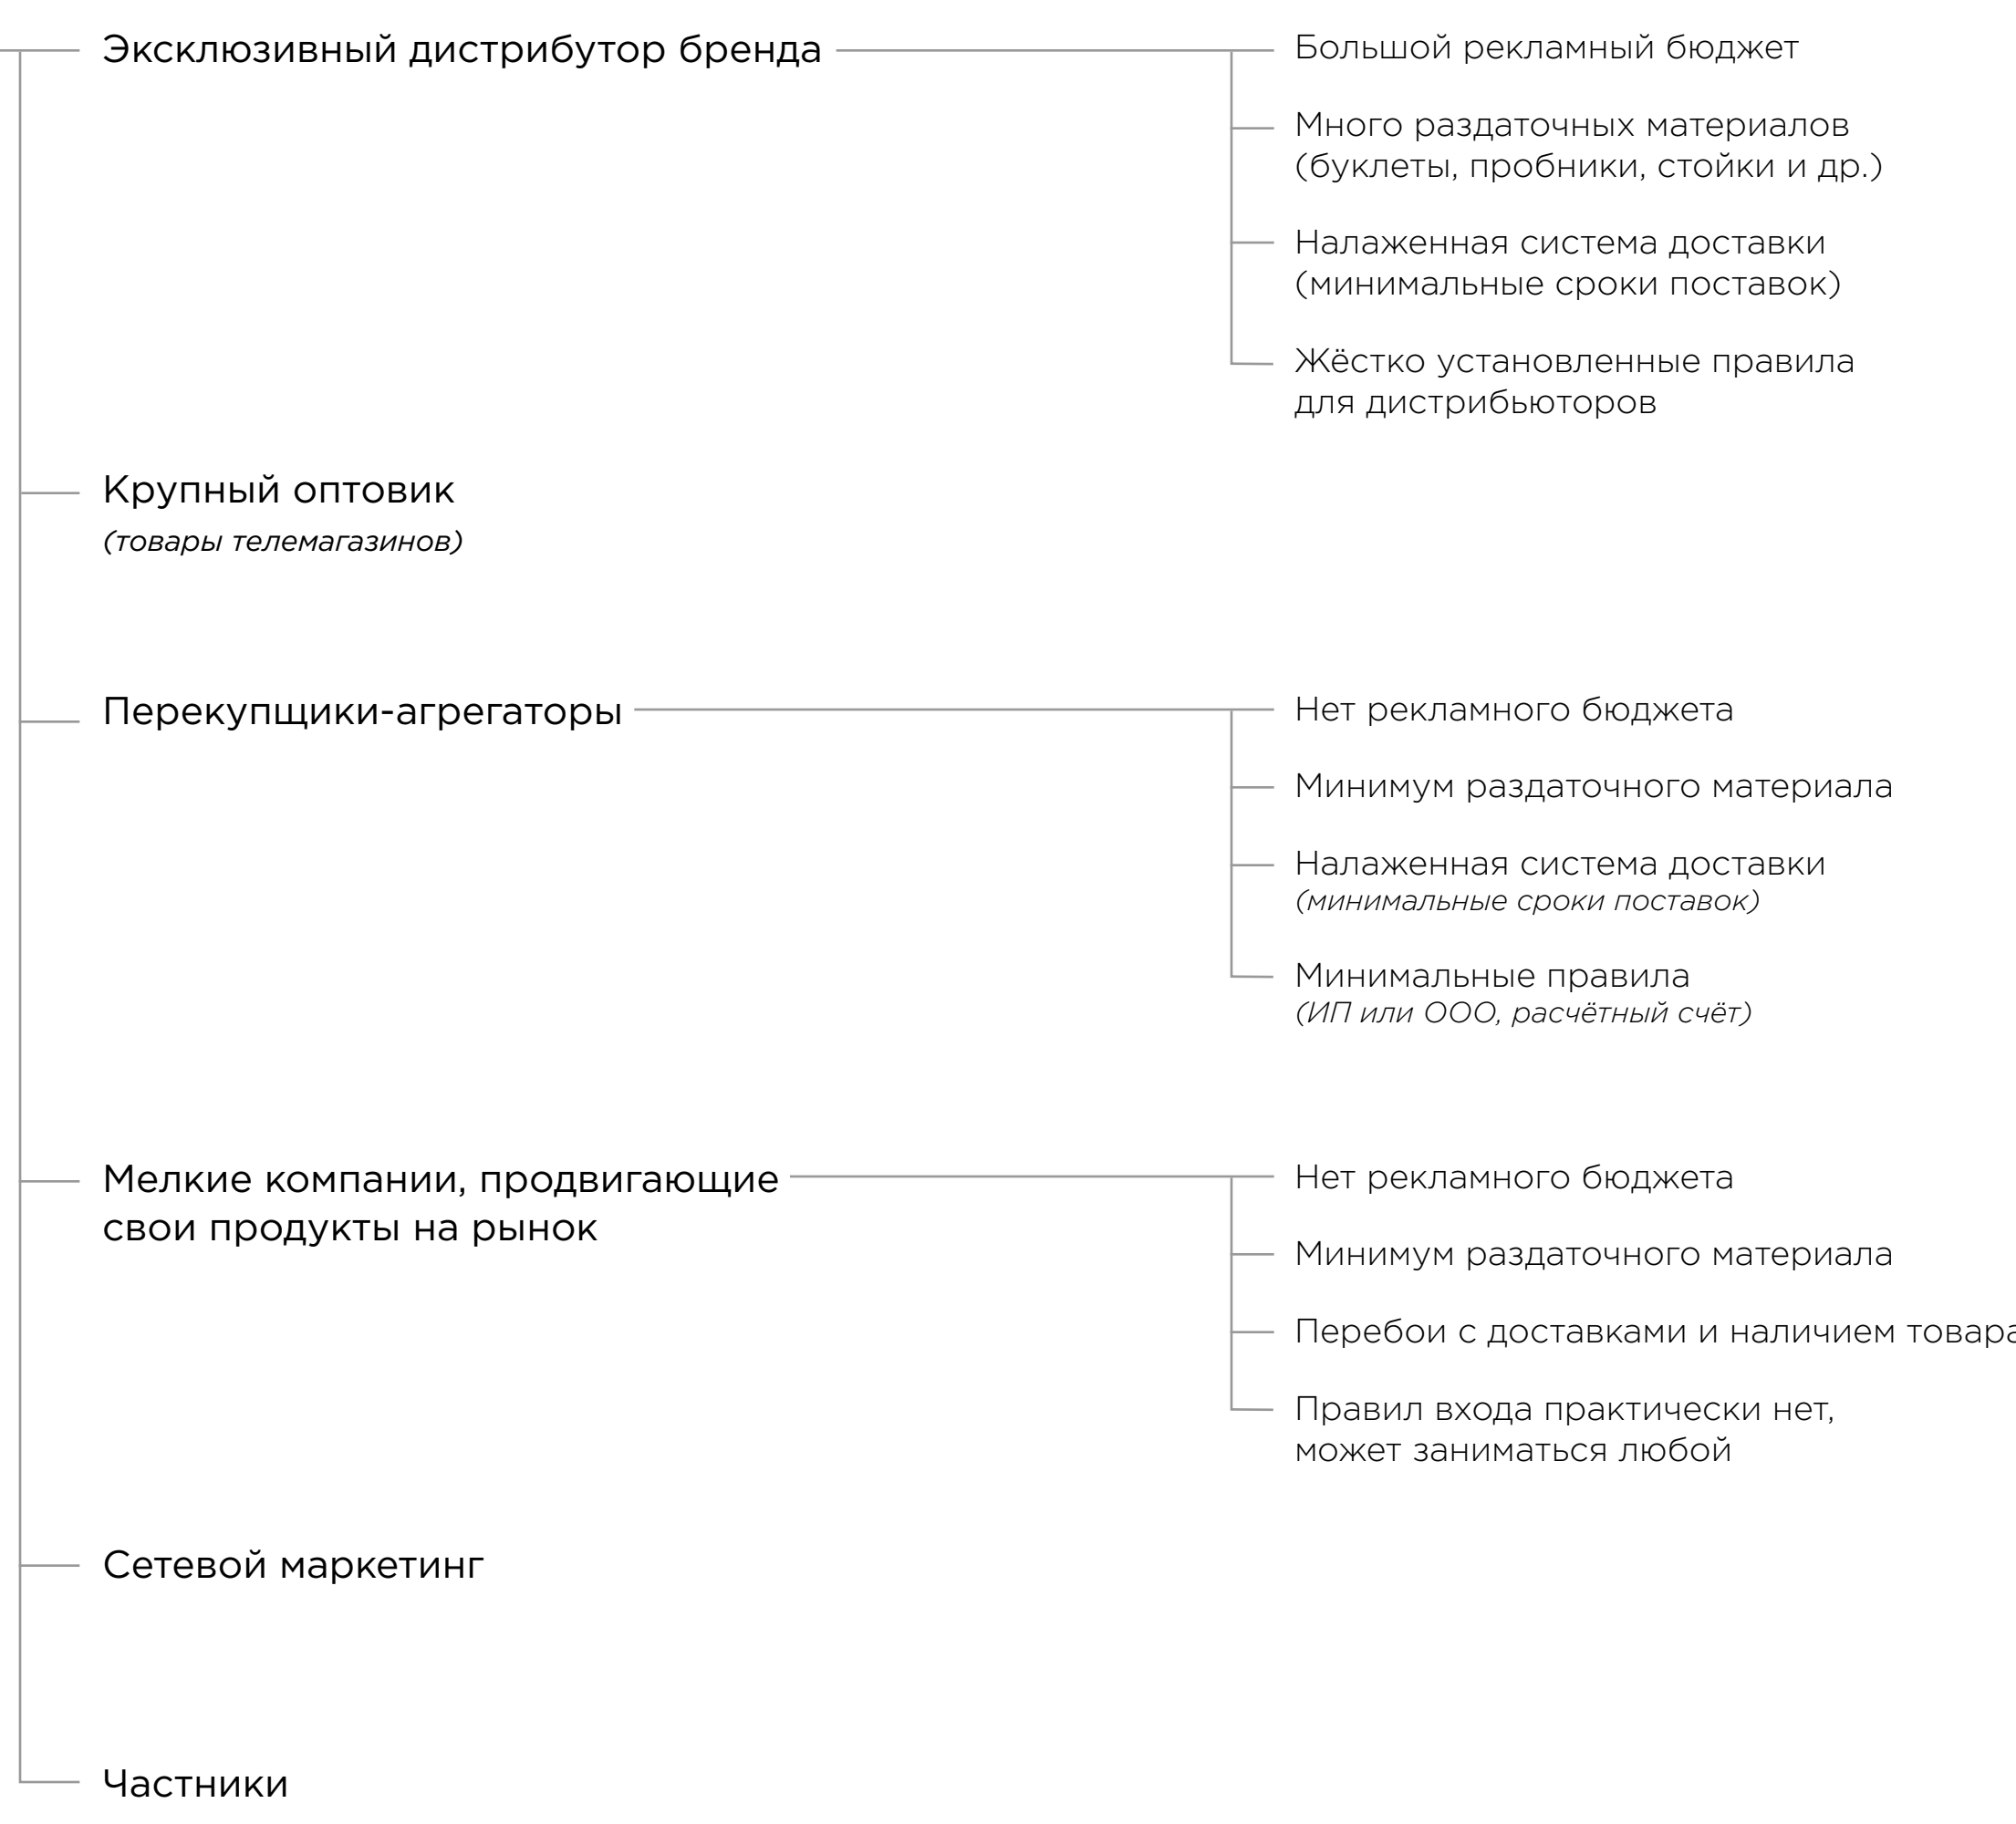 Эксклюзивный дистрибутор бренда
Большой рекламный бюджет
Много раздаточных материалов
(буклеты, пробники, стойки и др.)
Налаженная система доставки
(минимальные сроки поставок)
Жёстко установленные правила
для дистрибьюторов
Крупный оптовик
(товары телемагазинов)
Перекупщики-агрегаторы
Нет рекламного бюджета
Минимум раздаточного материала
Налаженная система доставки
(минимальные сроки поставок)
Минимальные правила
(ИП или ООО, расчётный счёт)
Мелкие компании, продвигающие
свои продукты на рынок
Нет рекламного бюджета
Минимум раздаточного материала
Перебои с доставками и наличием товара
Правил входа практически нет,
может заниматься любой
Сетевой маркетинг
Частники